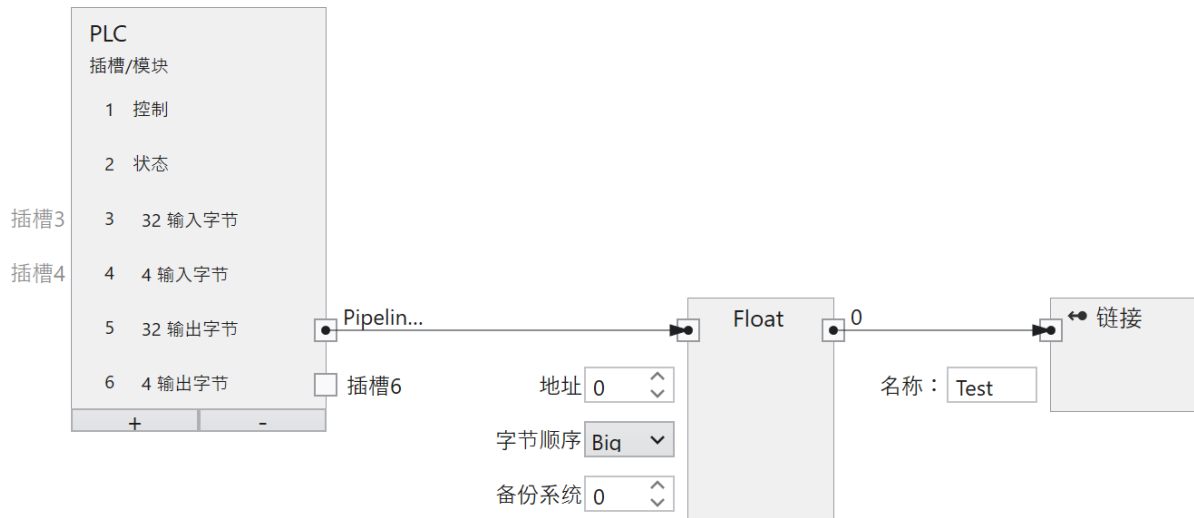 PLC
插槽/模块
1 控制
2 状态
插槽3 3 32 输入字节
插槽4 4 4 输入字节
5 32 输出字节 Pipelin... Float 0 链接
6 4 输出字节 插槽6 地址 0 名称： Test
+ -
字节顺序 Big
备份系统 0